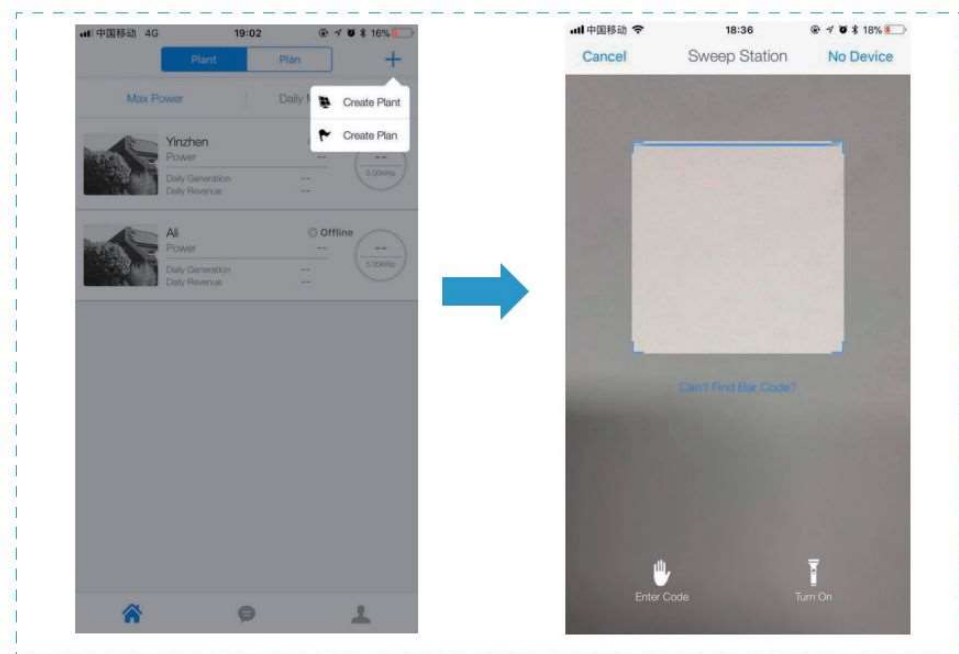 中国移动 4G 19:02 16%
Plant Plan +
Max Power Daily
Create Plant
Create Plan
Yinzhen
Power --
Daily Generation --
Daily Revenue --
--
5.00kWp
Ali Offline
Power --
Daily Generation --
Daily Revenue --
--
中国移动 18:36 18%
Cancel Sweep Station No Device
Can't Find Bar Code?
Enter Code Turn On